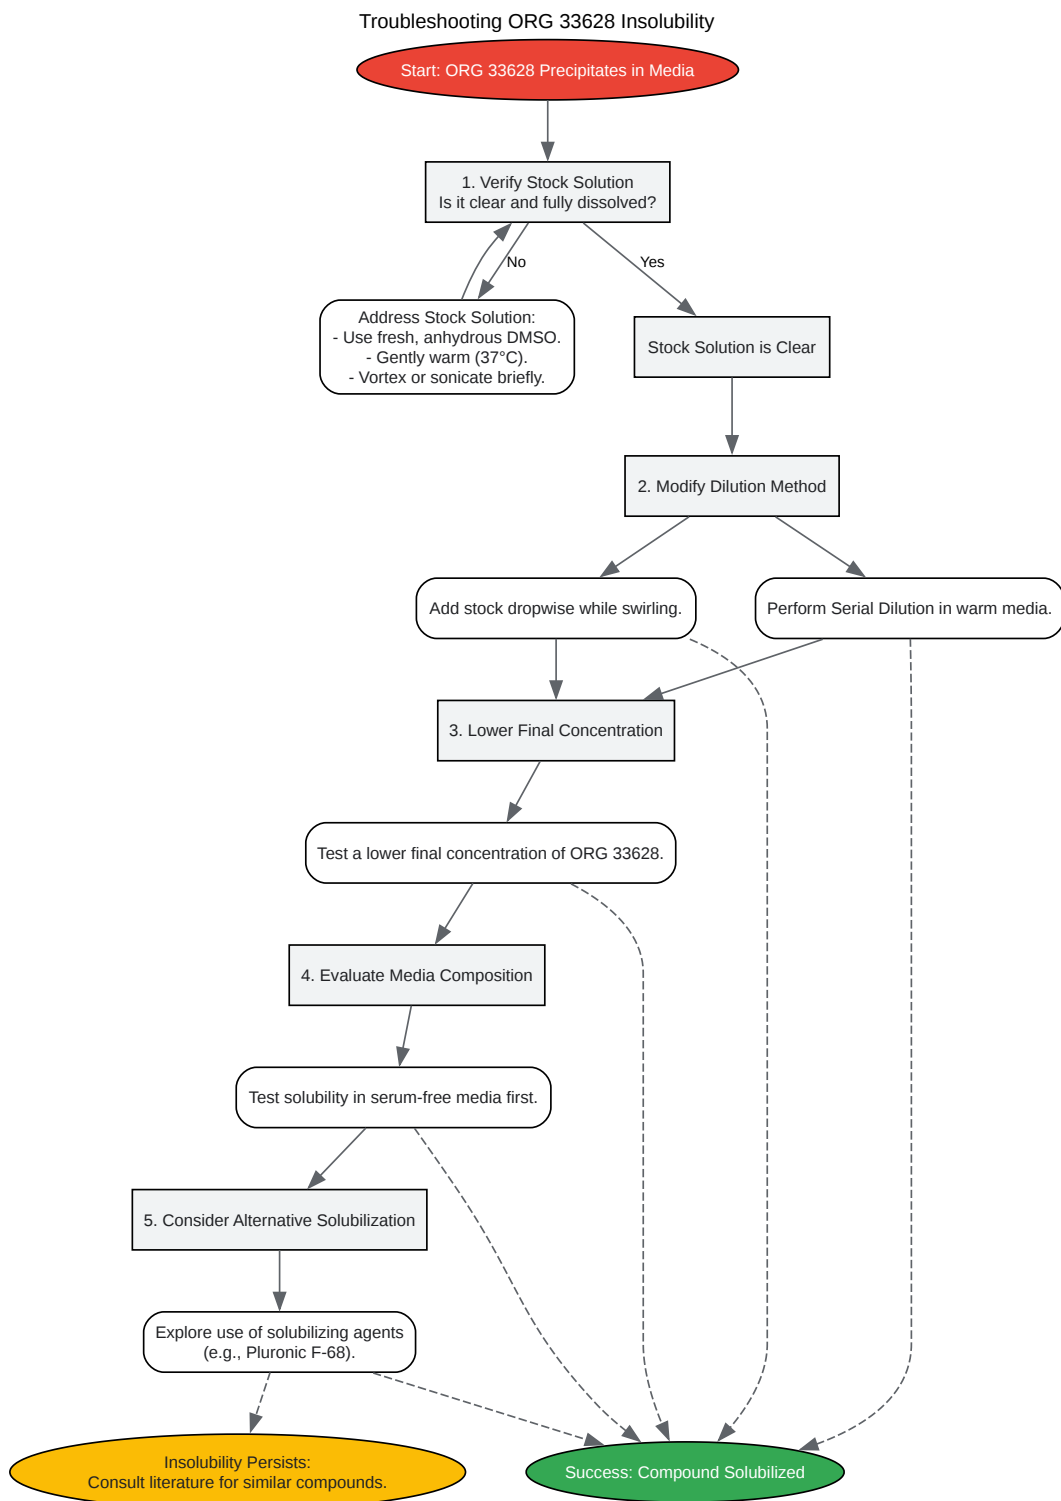 Troubleshooting ORG 33628 Insolubility
Start: ORG 33628 Precipitates in Media
1. Verify Stock Solution
Is it clear and fully dissolved?
No
Yes
Address Stock Solution:
- Use fresh, anhydrous DMSO.
- Gently warm (37°C).
- Vortex or sonicate briefly.
Stock Solution is Clear
2. Modify Dilution Method
Add stock dropwise while swirling.
Perform Serial Dilution in warm media.
3. Lower Final Concentration
Test a lower final concentration of ORG 33628.
4. Evaluate Media Composition
Test solubility in serum-free media first.
5. Consider Alternative Solubilization
Explore use of solubilizing agents
(e.g., Pluronic F-68).
Insolubility Persists:
Consult literature for similar compounds.
Success: Compound Solubilized